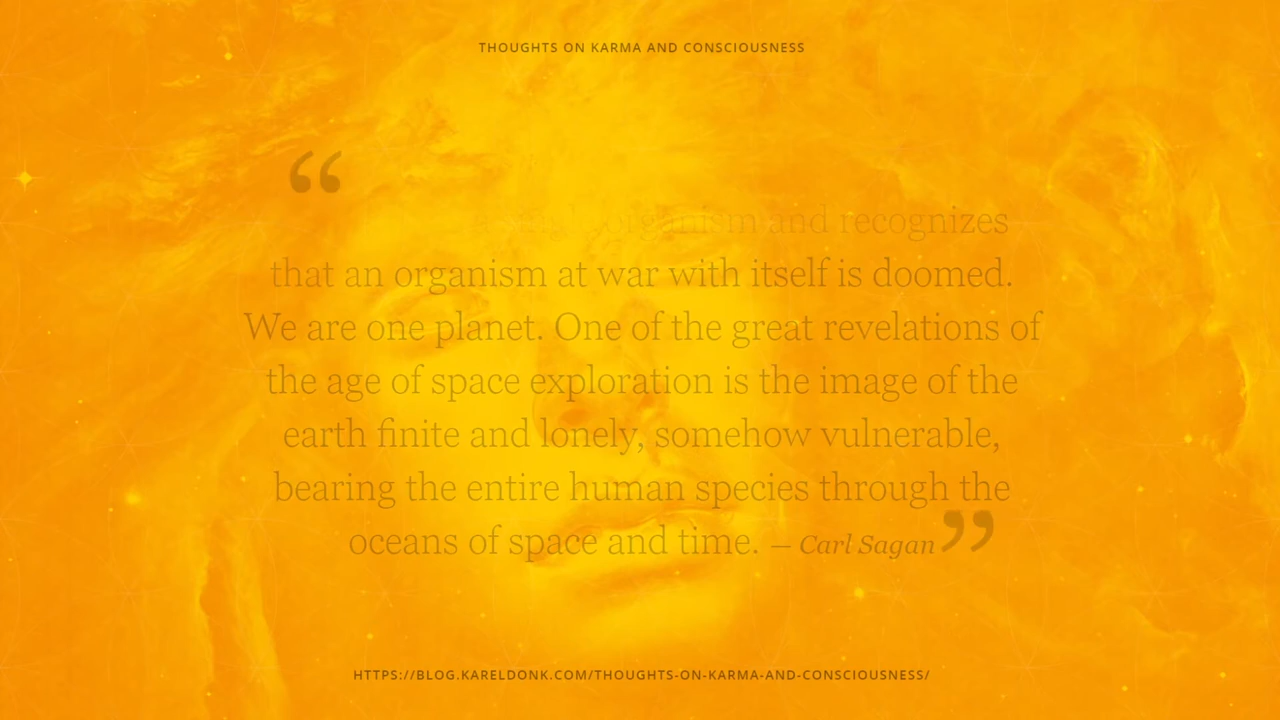 THOUGHTS ON KARMA AND CONSCIOUSNESS
“
a single organism and recognizes
that an organism at war with itself is doomed.
We are one planet. One of the great revelations of
the age of space exploration is the image of the
earth finite and lonely, somehow vulnerable,
bearing the entire human species through the
oceans of space and time. — Carl Sagan”
HTTPS://BLOG.KARELDONK.COM/THOUGHTS-ON-KARMA-AND-CONSCIOUSNESS/